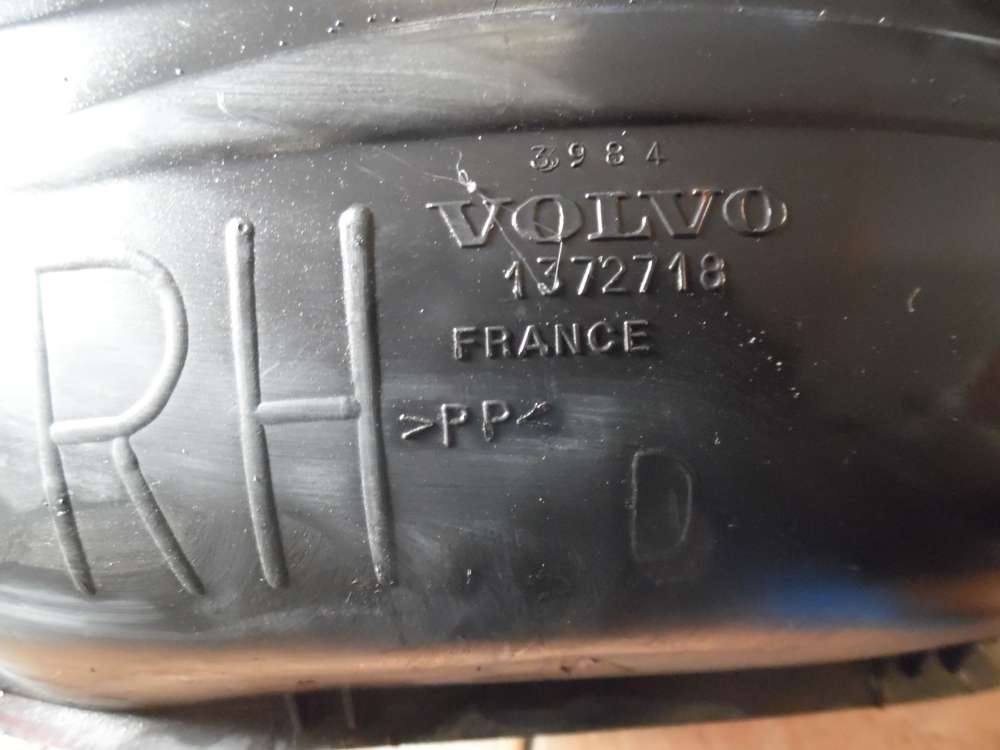 3984
VOLVO
1372718
FRANCE
RH
>PP<
D